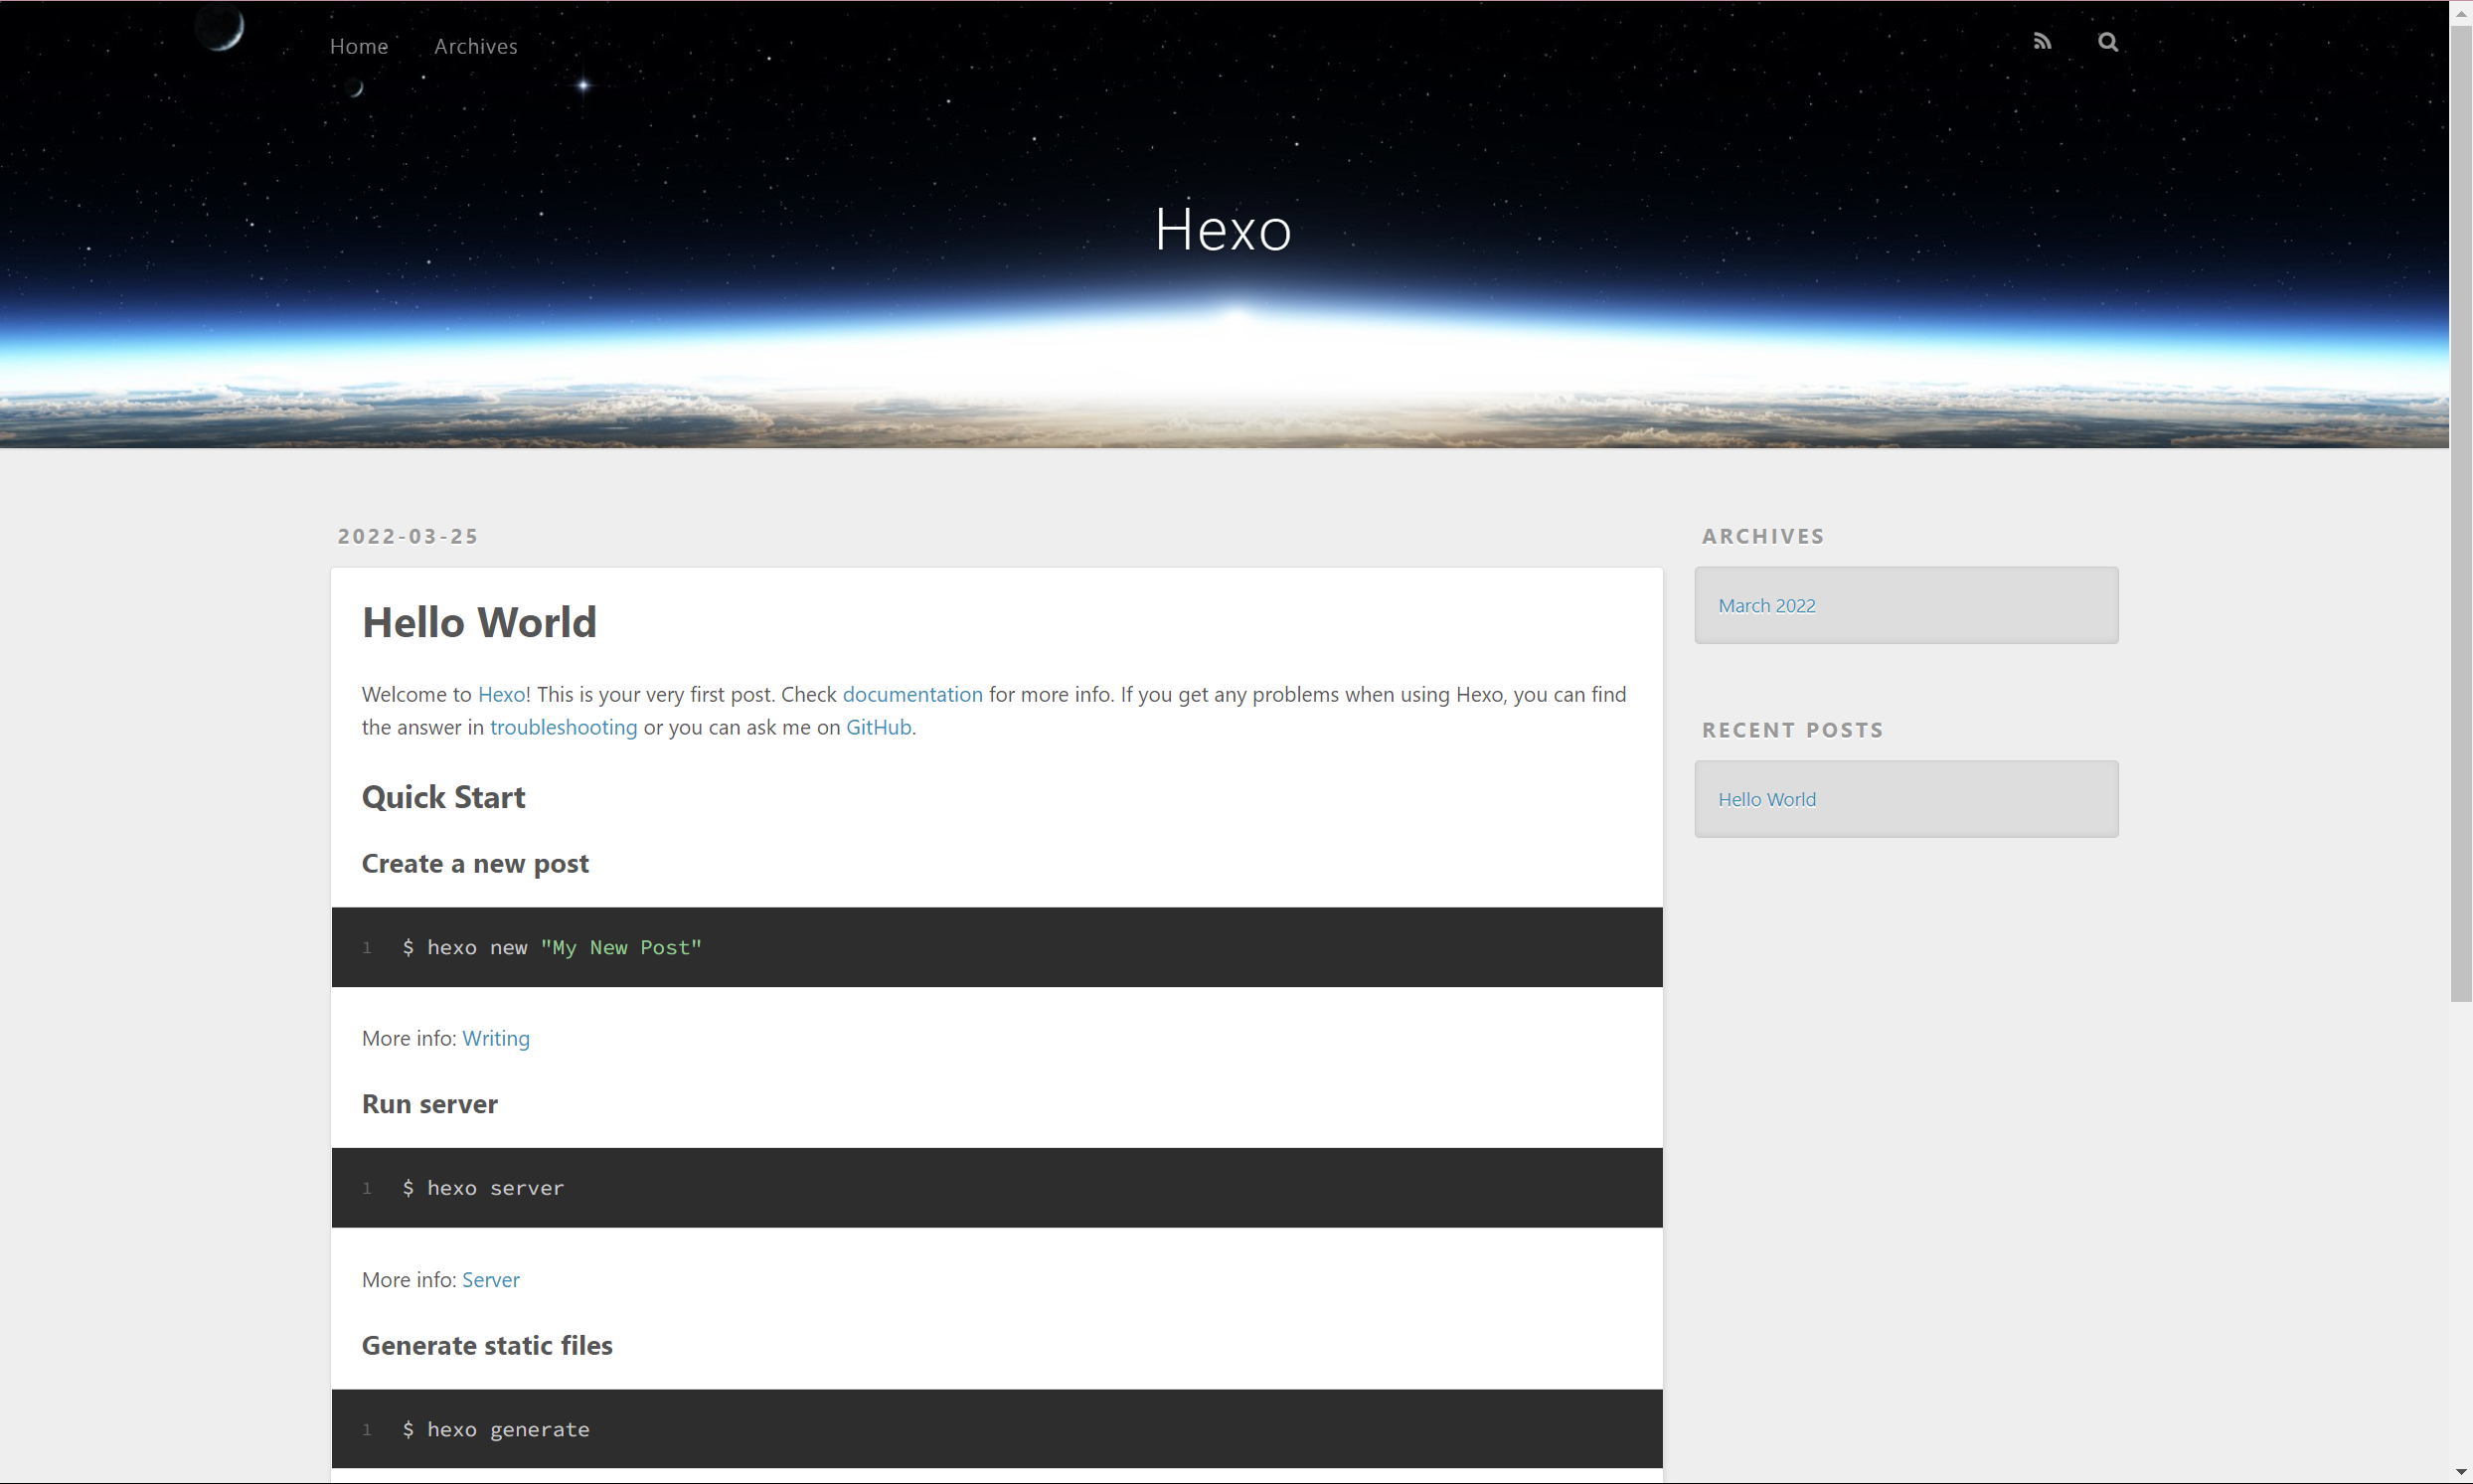 Home Archives
Hexo
2022-03-25
Hello World
Welcome to Hexo! This is your very first post. Check documentation for more info. If you get any problems when using Hexo, you can find
the answer in troubleshooting or you can ask me on GitHub.
Quick Start
Create a new post
1 $ hexo new "My New Post"
More info: Writing
Run server
1 $ hexo server
More info: Server
Generate static files
1 $ hexo generate
ARCHIVES
March 2022
RECENT POSTS
Hello World